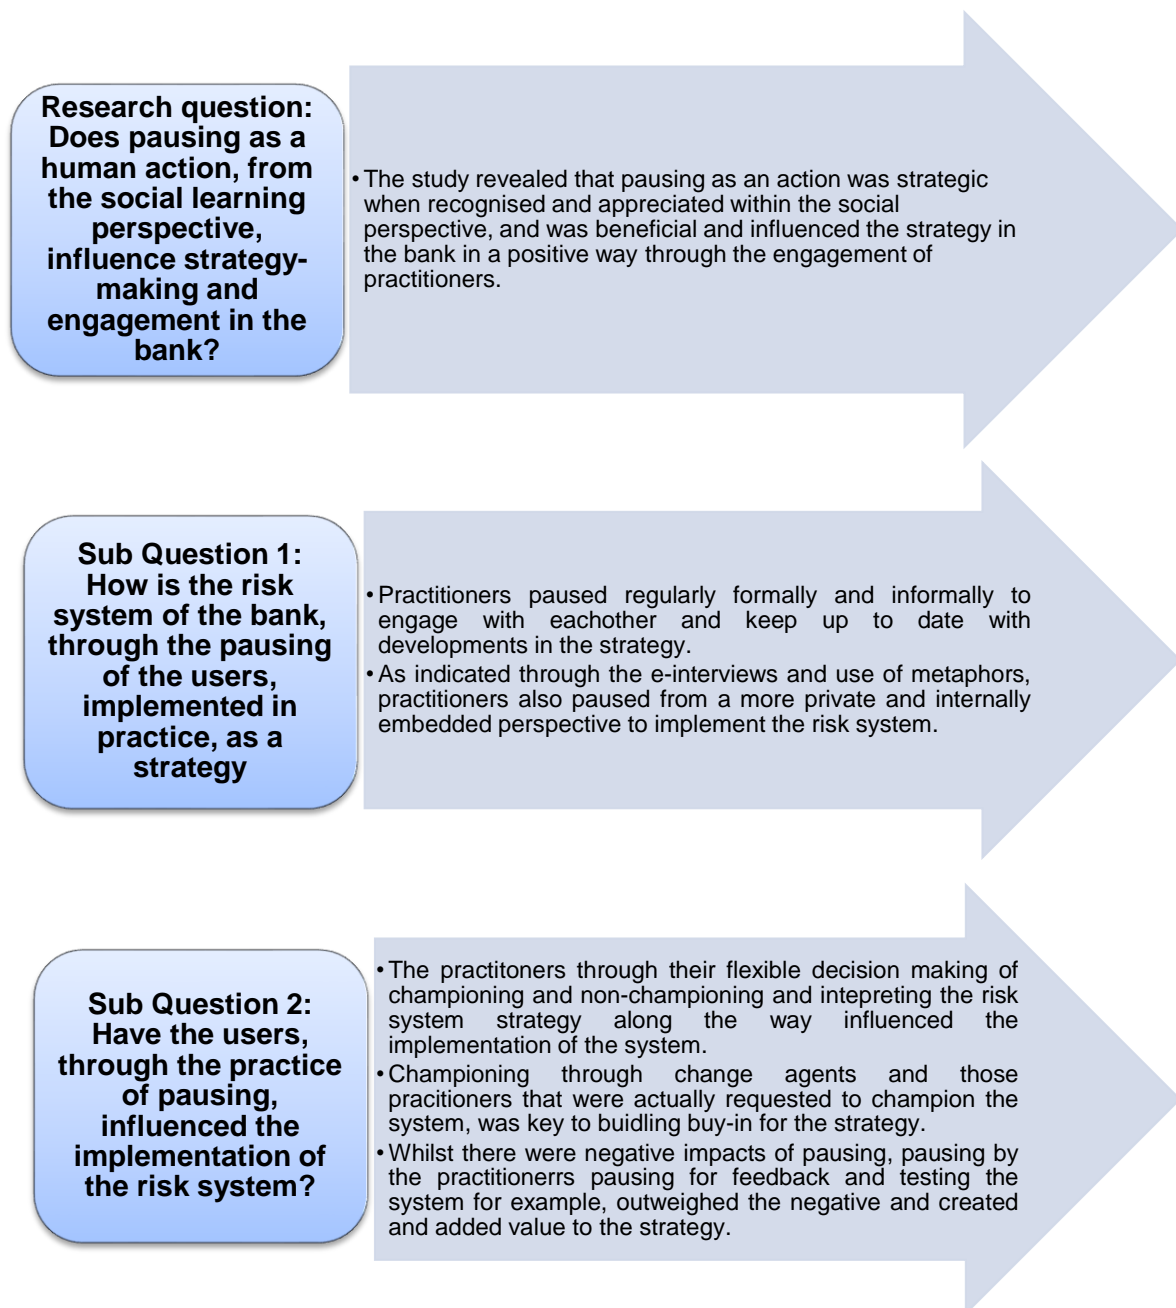 Research question:
Does pausing as a
human action, from
the social learning
perspective,
influence strategy-
making and
engagement in the
bank?
• The study revealed that pausing as an action was strategic
when recognised and appreciated within the social
perspective, and was beneficial and influenced the strategy in
the bank in a positive way through the engagement of
practitioners.
Sub Question 1:
How is the risk
system of the bank,
through the pausing
of the users,
implemented in
practice, as a
strategy
• Practitioners paused regularly formally and informally to
engage with eachother and keep up to date with
developments in the strategy.
• As indicated through the e-interviews and use of metaphors,
practitioners also paused from a more private and internally
embedded perspective to implement the risk system.
Sub Question 2:
Have the users,
through the practice
of pausing,
influenced the
implementation of
the risk system?
• The practitoners through their flexible decision making of
championing and non-championing and intepreting the risk
system strategy along the way influenced the
implementation of the system.
• Championing through change agents and those
pracitioners that were actually requested to champion the
system, was key to buidling buy-in for the strategy.
• Whilst there were negative impacts of pausing, pausing by
the practitionerrs pausing for feedback and testing the
system for example, outweighed the negative and created
and added value to the strategy.